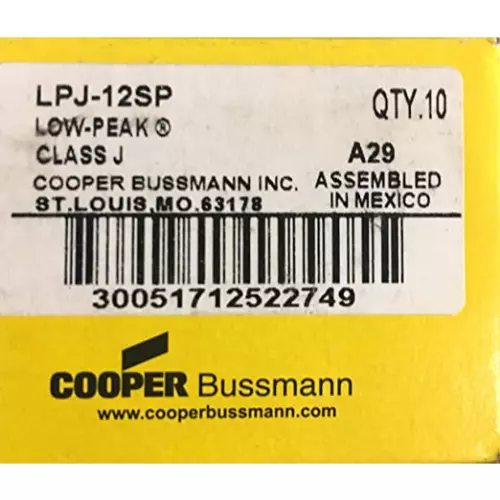 LPJ-12SP
QTY.10
LOW-PEAK®
CLASS J
A29
COOPER BUSSMANN INC.
ASSEMBLED
ST.LOUIS,MO.63178
IN MEXICO
30051712522749
COOPER Bussmann
www.cooperbussmann.com